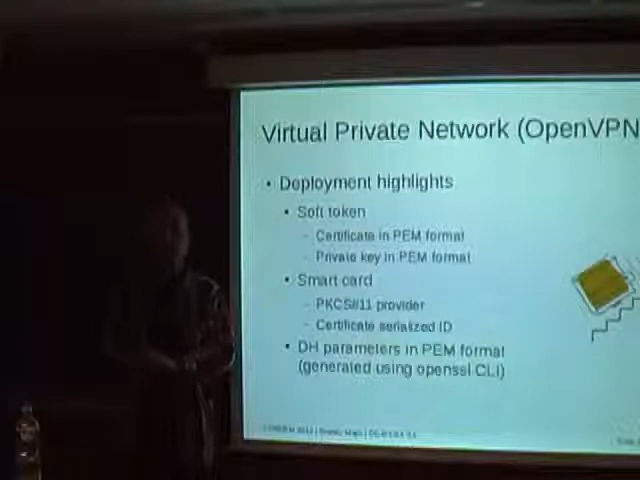 Virtual Private Network (OpenVPN
• Deployment highlights
• Soft token
– Certificate in PEM format
– Private key in PEM format
• Smart card
– PKCS#11 provider
– Certificate serialized ID
• DH parameters in PEM format
(generated using openssl CLI)